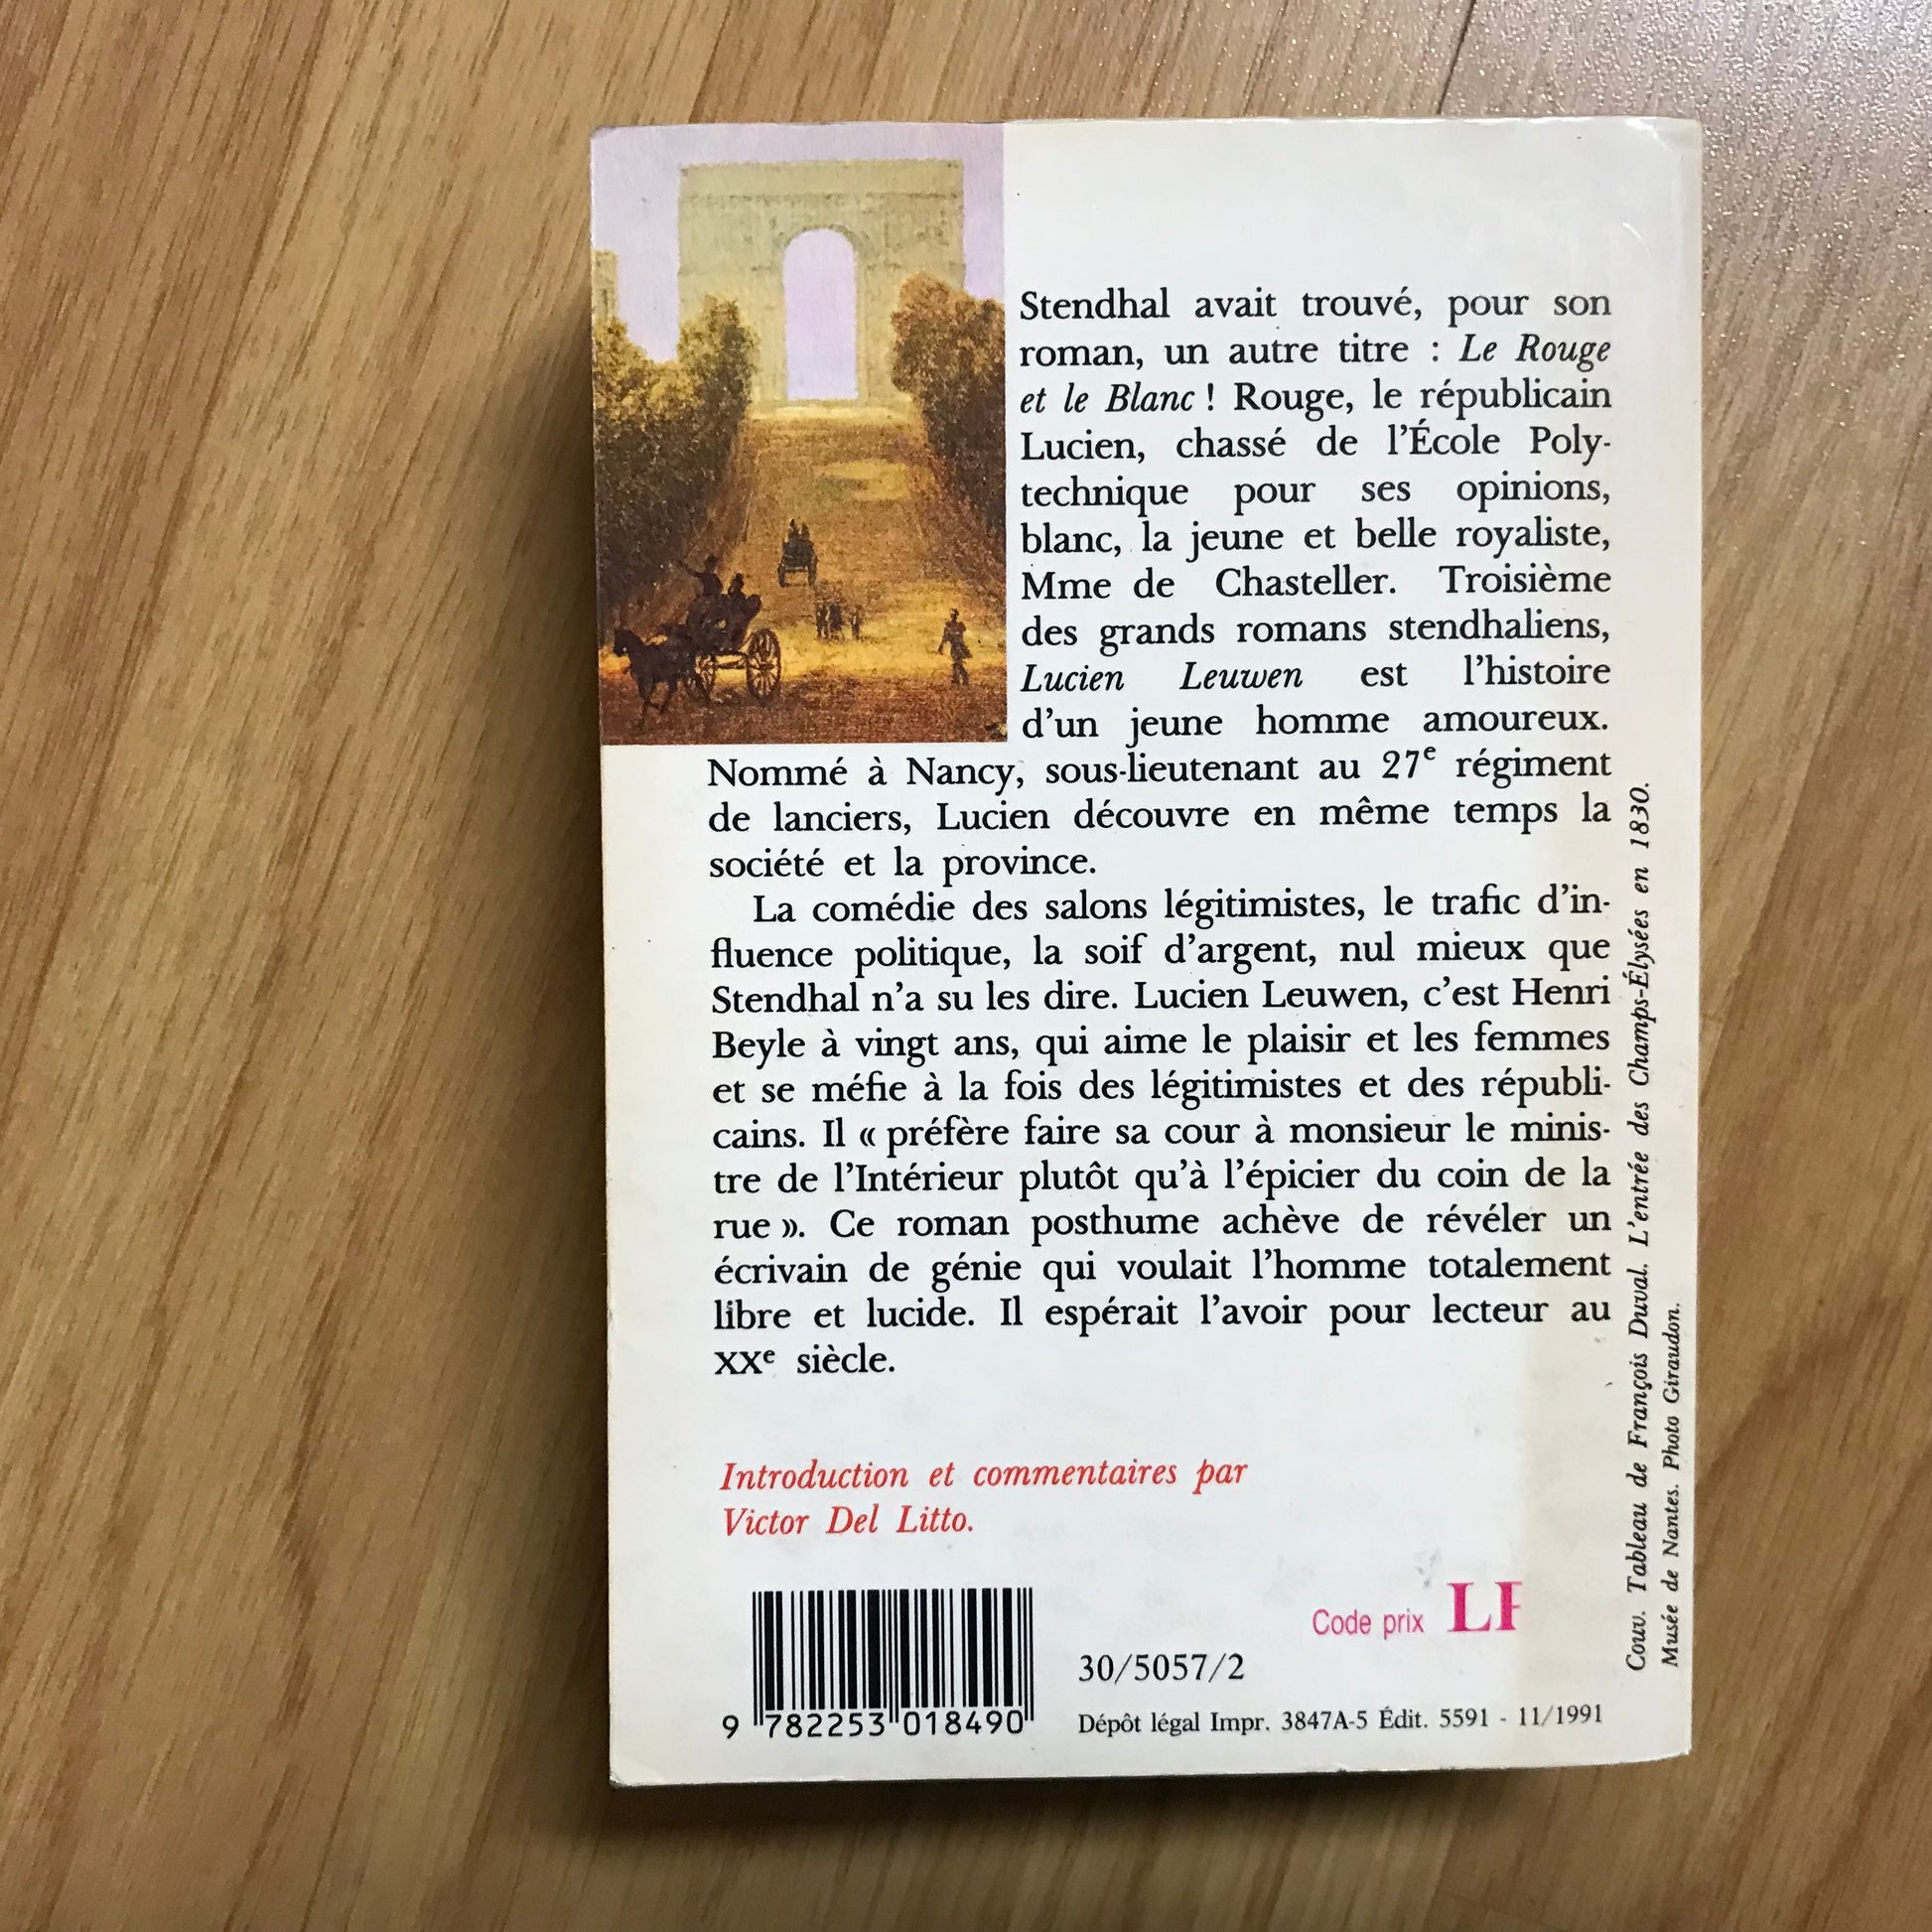 Stendhal avait trouvé, pour son
roman, un autre titre : Le Rouge
et le Blanc ! Rouge, le républicain
Lucien, chassé de l'École Poly-
technique pour ses opinions,
blanc, la jeune et belle royaliste,
Mme de Chasteller. Troisième
des grands romans stendhaliens,
Lucien Leuwen est l'histoire
d'un jeune homme amoureux.
Nommé à Nancy, sous-lieutenant au 27e régiment
de lanciers, Lucien découvre en même temps la
société et la province.
La comédie des salons légitimistes, le trafic d'in-
fluence politique, la soif d'argent, nul mieux que
Stendhal n'a su les dire. Lucien Leuwen, c'est Henri
Beyle à vingt ans, qui aime le plaisir et les femmes
et se méfie à la fois des légitimistes et des républi-
cains. Il « préfère faire sa cour à monsieur le minis-
tre de l'Intérieur plutôt qu'à l'épicier du coin de la
rue ». Ce roman posthume achève de révéler un
écrivain de génie qui voulait l'homme totalement
libre et lucide. Il espérait l'avoir pour lecteur au
XXe siècle.
Introduction et commentaires par
Victor Del Litto.
Code prix
30/5057/2
9 782253 018490
Dépôt légal Impr. 3847A-5 Édit. 5591 - 11/1991
Couv. Tableau de François Duval. L'entrée des Champs-Élysées en 1830.
Musée de Nantes. Photo Giraudon.